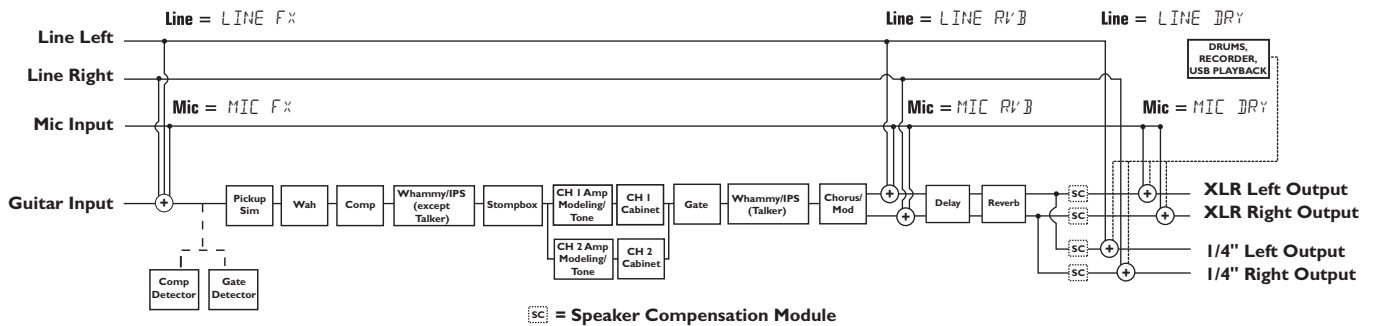 Line = LINE FX
Line = LINE RVB
Line = LINE DRY
Line Left
DRUMS,
RECORDER,
USB PLAYBACK
Line Right
Mic = MIC FX
Mic = MIC RVB
Mic = MIC DRY
Mic Input
Guitar Input
+
Pickup
Sim
Wah
Comp
Whammy/IPS
(except
Talker)
Stompbox
CH 1 Amp
Modeling/
Tone
CH 1
Cabinet
CH 2 Amp
Modeling/
Tone
CH 2
Cabinet
Gate
Whammy/IPS
(Talker)
Chorus/
Mod
+
+
Delay
Reverb
SC
+
XLR Left Output
SC
+
XLR Right Output
SC
+
1/4" Left Output
SC
+
1/4" Right Output
Comp
Detector
Gate
Detector
SC = Speaker Compensation Module